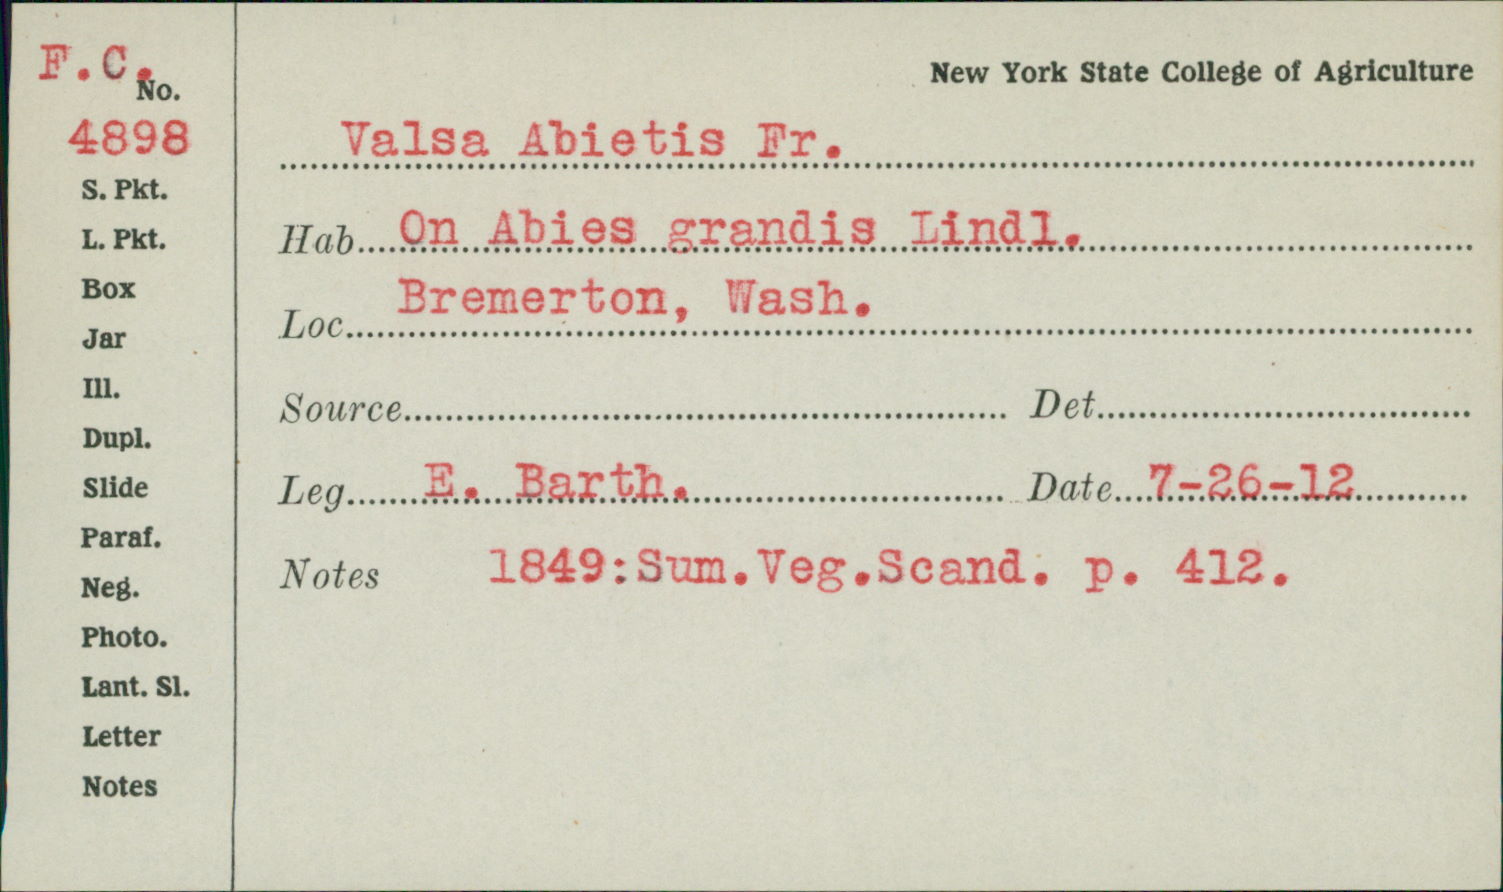 F.C.
No.
4898
S. Pkt.
L. Pkt.
Box
Jar
Ill.
Dupl.
Slide
Paraf.
Neg.
Photo.
Lant. Sl.
Letter
Notes
New York State College of Agriculture
Valsa Abietis Fr.
Hab. On Abies grandis Lindl.
Loc. Bremerton, Wash.
Source Det.
Leg. E. Barth. Date 7-26-12
Notes 1849:Sum.Veg.Scand. p. 412.